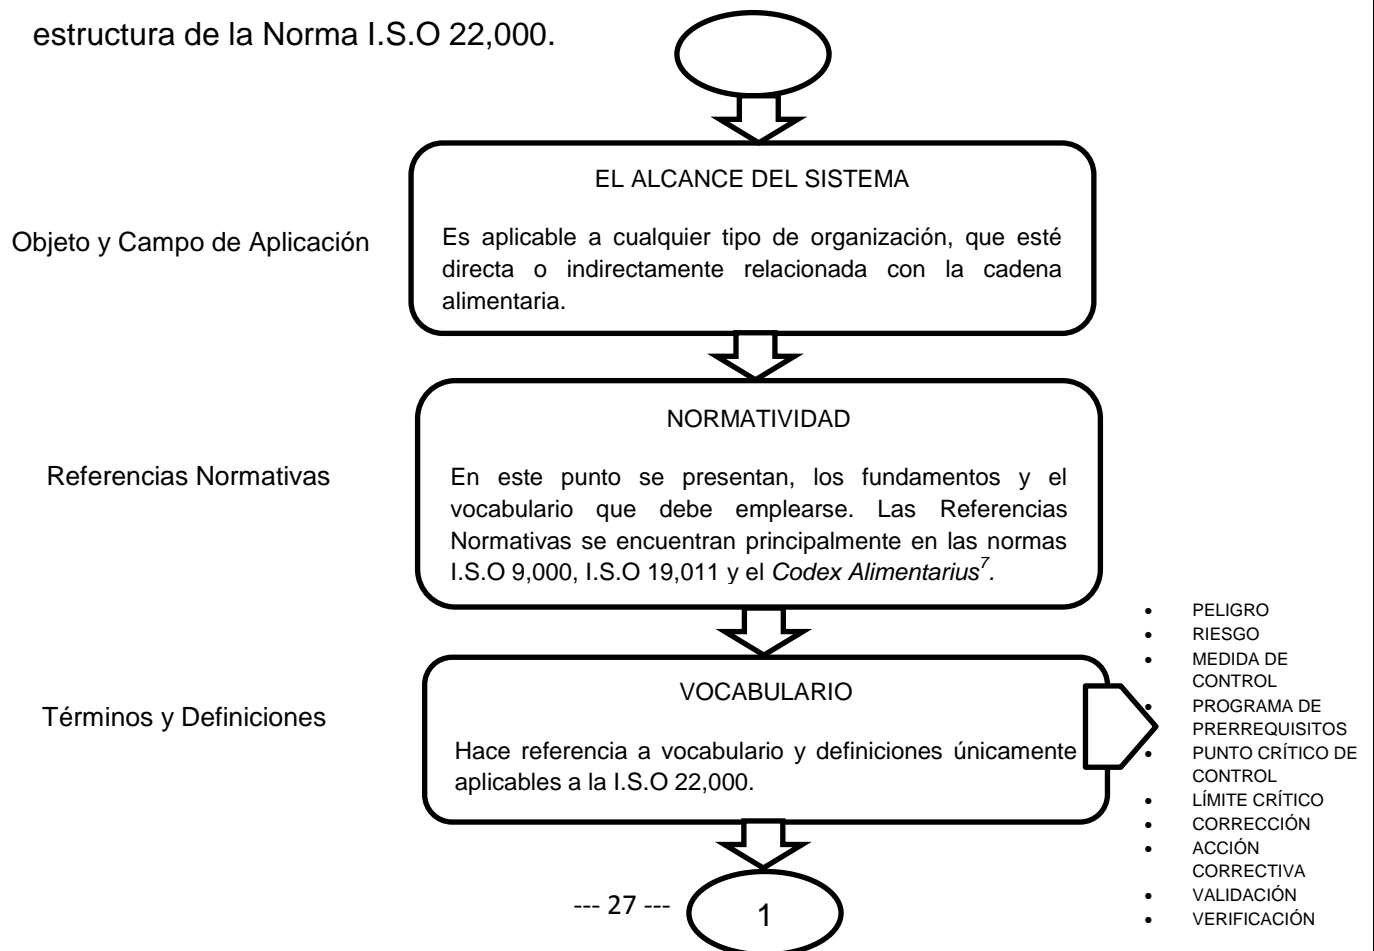 estructura de la Norma I.S.O 22,000.
EL ALCANCE DEL SISTEMA
Objeto y Campo de Aplicación
Es aplicable a cualquier tipo de organización, que esté
directa o indirectamente relacionada con la cadena
alimentaria.
NORMATIVIDAD
Referencias Normativas
En este punto se presentan, los fundamentos y el
vocabulario que debe emplearse. Las Referencias
Normativas se encuentran principalmente en las normas
I.S.O 9,000, I.S.O 19,011 y el Codex Alimentarius7.
VOCABULARIO
Términos y Definiciones
Hace referencia a vocabulario y definiciones únicamente
aplicables a la I.S.O 22,000.
• PELIGRO
• RIESGO
• MEDIDA DE
CONTROL
• PROGRAMA DE
PRERREQUISITOS
• PUNTO CRÍTICO DE
CONTROL
• LÍMITE CRÍTICO
• CORRECCIÓN
• ACCIÓN
CORRECTIVA
• VALIDACIÓN
• VERIFICACIÓN
--- 27 ---
1